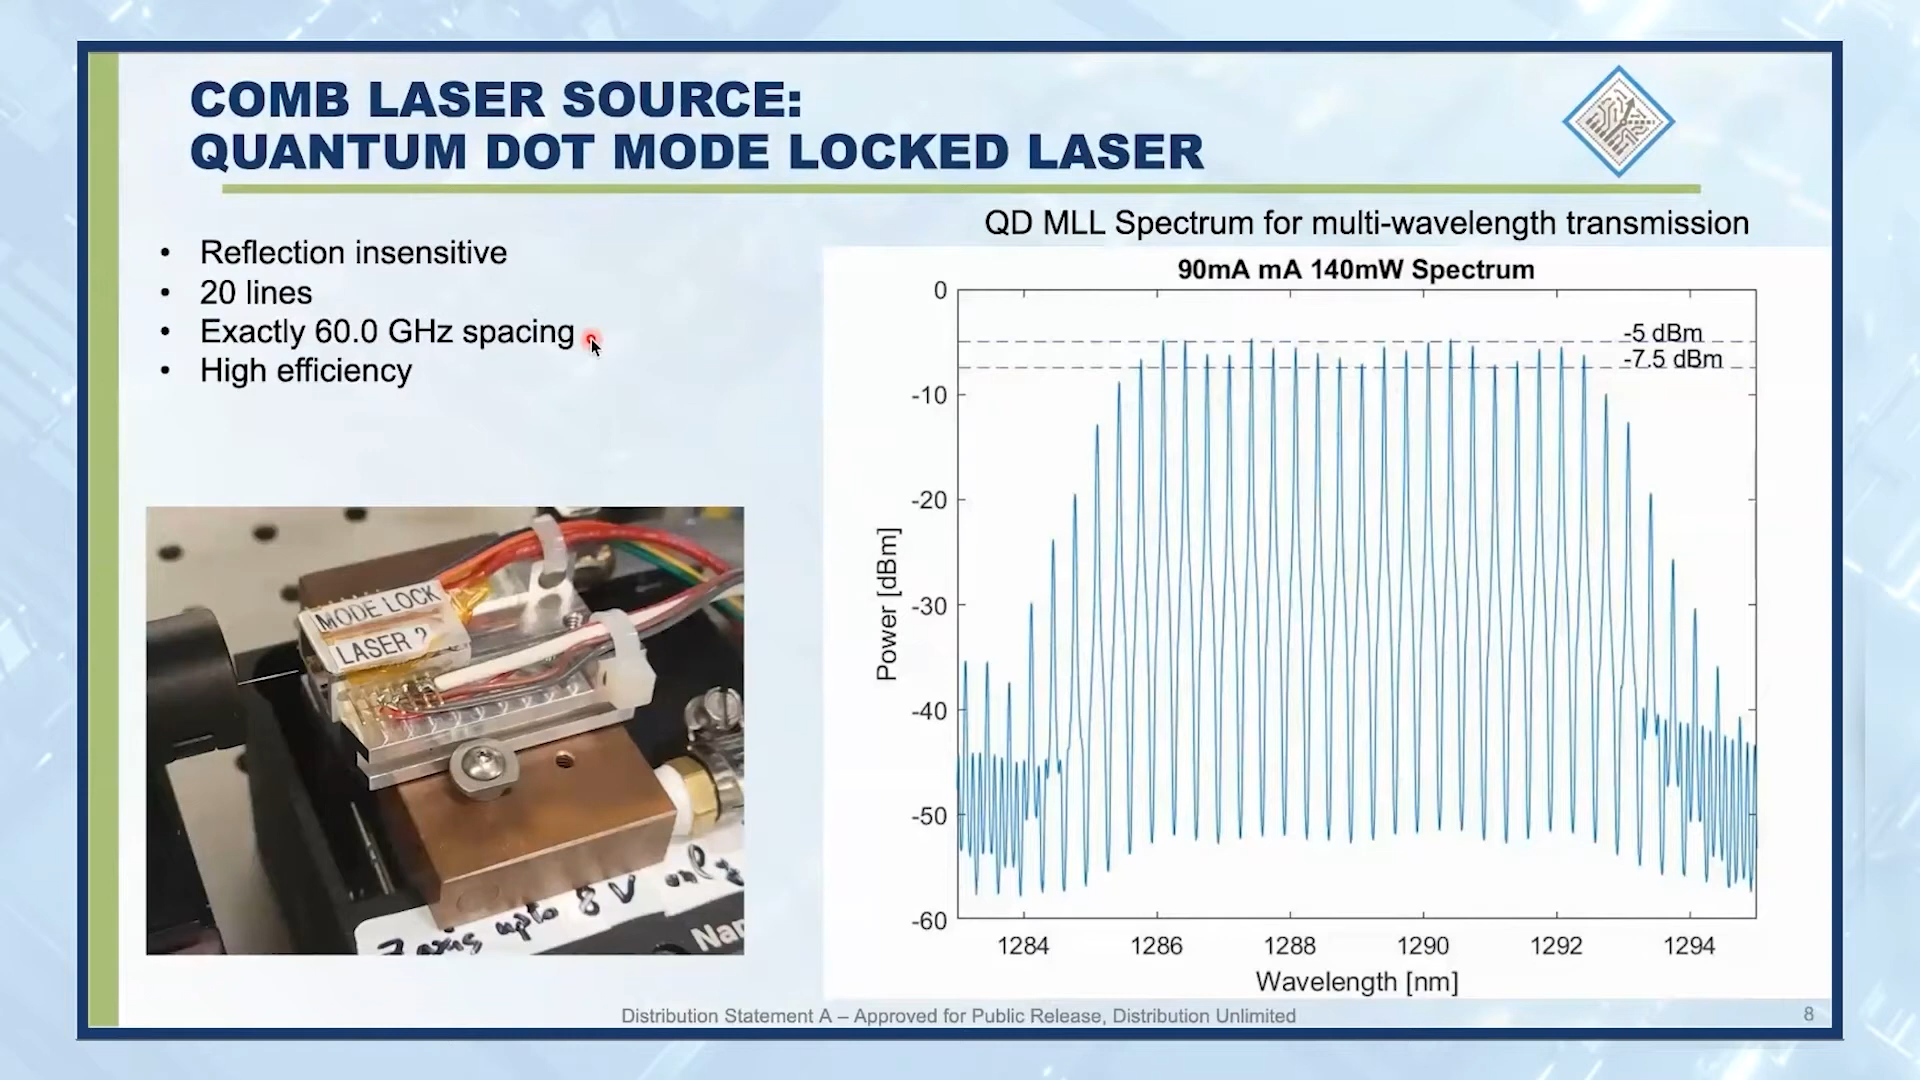 COMB LASER SOURCE:
QUANTUM DOT MODE LOCKED LASER
• Reflection insensitive
• 20 lines
• Exactly 60.0 GHz spacing
• High efficiency
MODE LOCK
LASER ?
axis upto 8 V only
Nan
QD MLL Spectrum for multi-wavelength transmission
90mA mA 140mW Spectrum
-5 dBm
-7.5 dBm
0
-10
-20
-30
-40
-50
-60
Power [dBm]
1284 1286 1288 1290 1292 1294
Wavelength [nm]
Distribution Statement A – Approved for Public Release, Distribution Unlimited
8